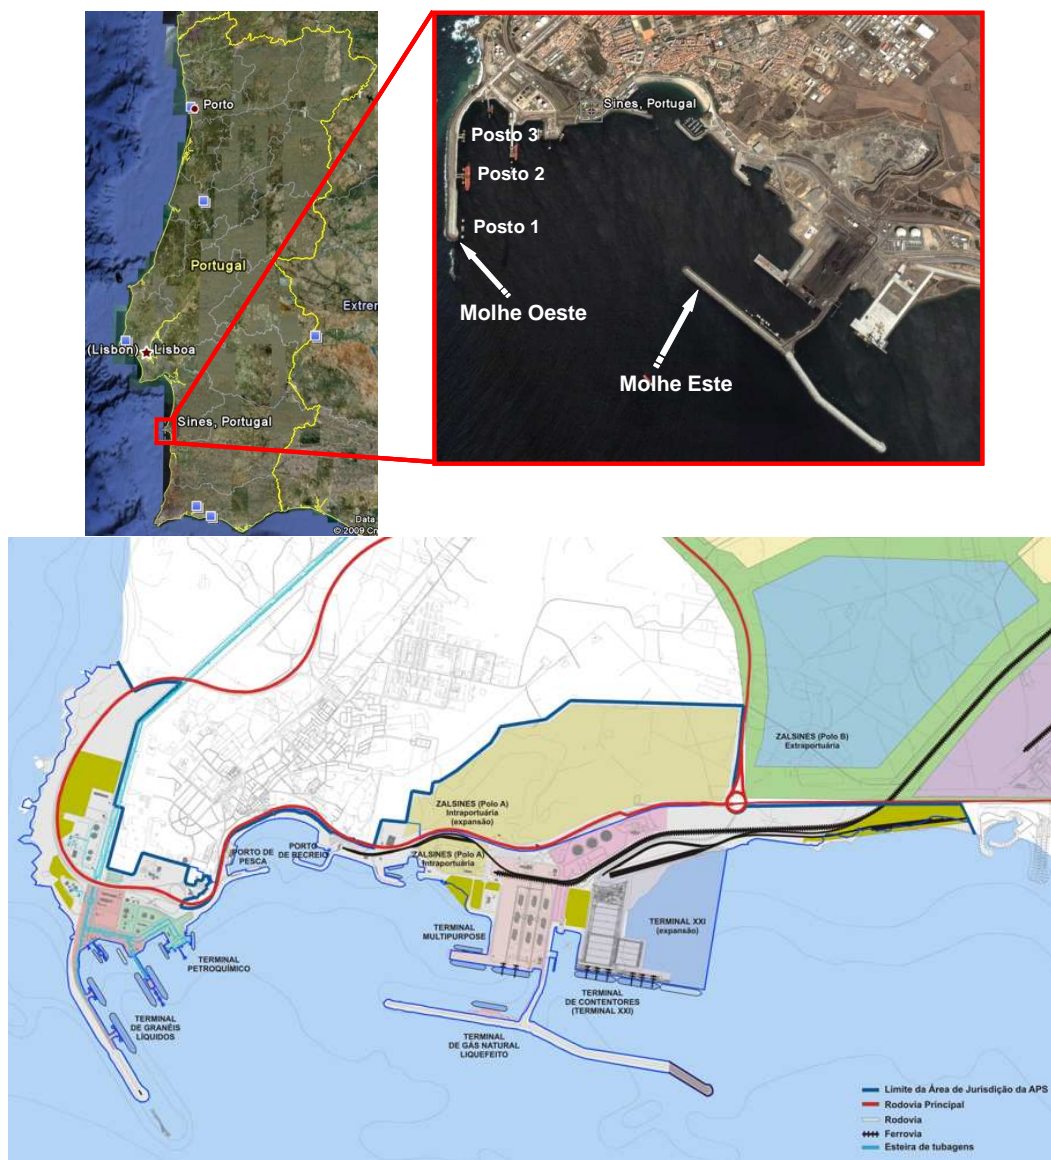 Porto
Portugal
Extrem
(Lisbon)
Lisboa
Sines, Portugal
Data
© 2009 Cn
Sines, Portugal
Posto 3
Posto 2
Posto 1
Molhe Oeste
Molhe Este
ZALSINES (Polo B)
Extraportuária
ZALSINES (Polo A)
Intraportuária
(expansão)
ZALSINES (Polo A)
Intraportuária
PORTO DE
PESCA
PORTO
DE RECREIO
TERMINAL
MULTIPURPOSE
TERMINAL XXI
(expansão)
TERMINAL
PETROQUÍMICO
TERMINAL
DE GRANÉIS
LÍQUIDOS
TERMINAL
DE CONTENTORES
(TERMINAL XXI)
TERMINAL
DE GÁS NATURAL
LIQUEFEITO
Limite da Área de Jurisdição da APS
Rodovia Principal
Rodovia
Ferrovia
Esteira de tubagens